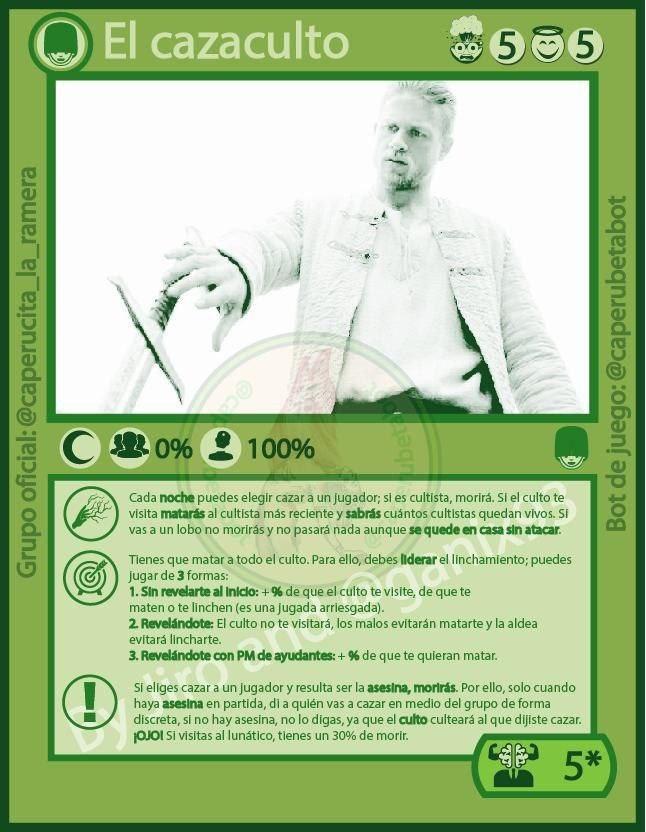 El cazaculto
5
5
Grupo oficial: @caperucita_la_ramera
Bot de juego: @caperubetabot
0%
100%
Cada noche puedes elegir cazar a un jugador; si es cultista, morirá. Si el culto te
visita matarás al cultista más reciente y sabrás cuántos cultistas quedan vivos. Si
vas a un lobo no morirás y no pasará nada aunque se quede en casa sin atacar.
Tienes que matar a todo el culto. Para ello, debes liderar el linchamiento; puedes
jugar de 3 formas:
1. Sin revelarte al inicio: + % de que el culto te visite, de que te
maten o te linchen (es una jugada arriesgada).
2. Revelándote: El culto no te visitará, los malos evitarán matarte y la aldea
evitará lincharte.
3. Revelándote con PM de ayudantes: + % de que te quieran matar.
Si eliges cazar a un jugador y resulta ser la asesina, morirás. Por ello, solo cuando
haya asesina en partida, di a quién vas a cazar en medio del grupo de forma
discreta, si no hay asesina, no lo digas, ya que el culto culteará al que dijiste cazar.
¡OJO! Si visitas al lunático, tienes un 30% de morir.
5*